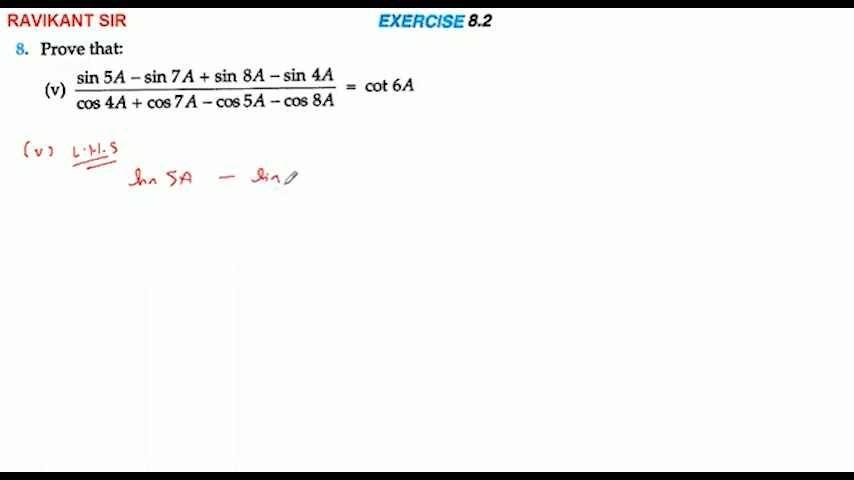 RAVIKANT SIR EXERCISE 8.2
8. Prove that:
(v) (sin 5A − sin 7A + sin 8A − sin 4A) / (cos 4A + cos 7A − cos 5A − cos 8A) = cot 6A
(v) L.H.S
sin 5A − sin